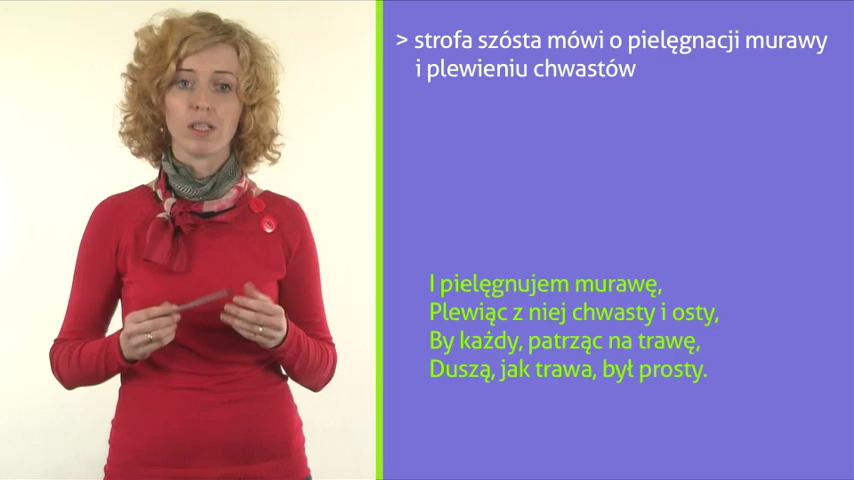 > strofa szósta mówi o pielęgnacji murawy
i plewieniu chwastów
I pielęgnujem murawę,
Plewiąc z niej chwasty i osty,
By każdy, patrząc na trawę,
Duszą, jak trawa, był prosty.